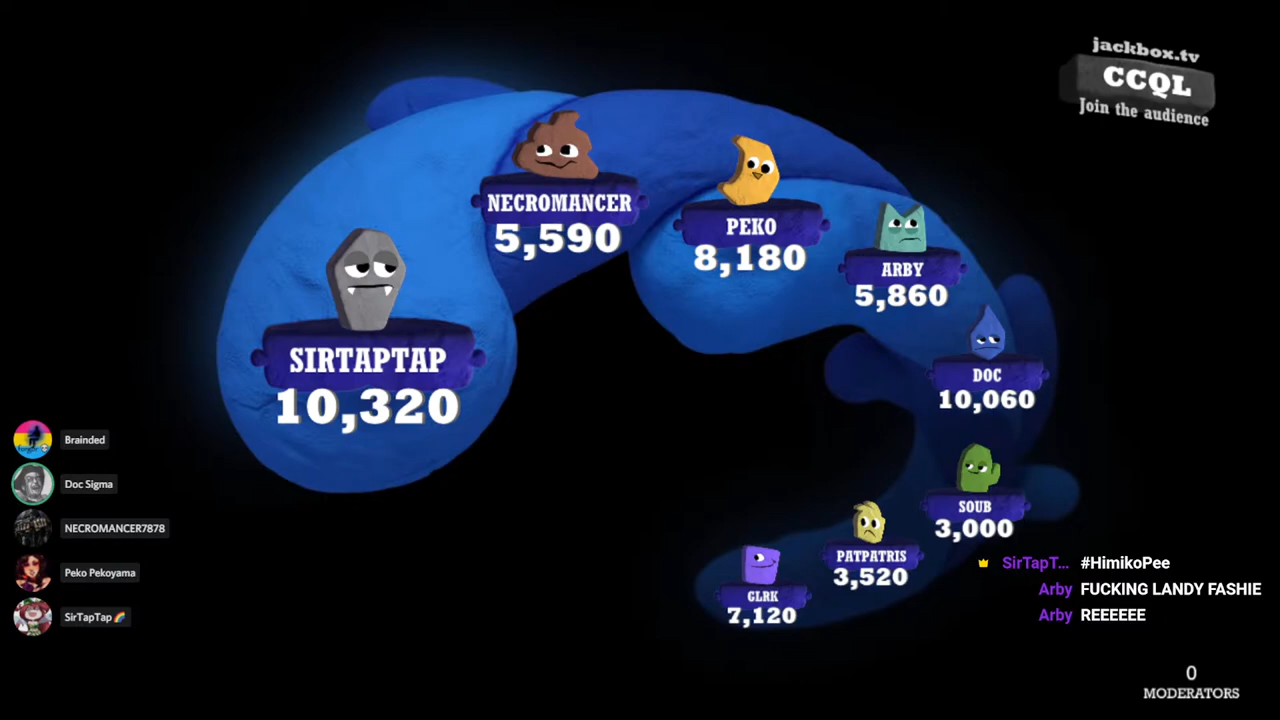 jackbox.tv
CCQL
Join the audience
NECROMANCER
5,590
PEKO
8,180
ARBY
5,860
SIRTAPTAP
10,320
DOC
10,060
Brainded
Doc Sigma
NECROMANCER7878
Peko Pekoyama
SirTapTap
SOUB
3,000
PATPATRIS
3,520
GLRK
7,120
SirTapT... #HimikoPee
Arby FUCKING LANDY FASHIE
Arby REEEEEE
0
MODERATORS